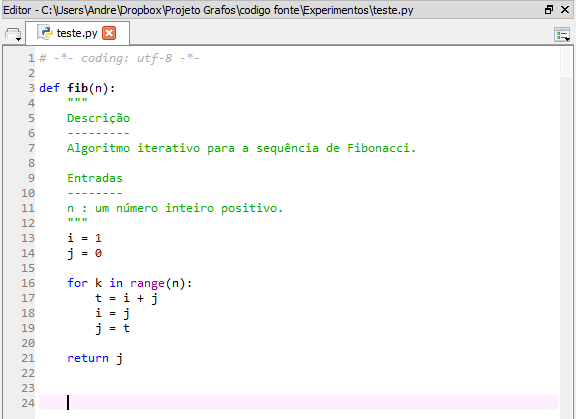 Editor - C:\Users\Andre\Dropbox\Projeto Grafos\codigo fonte\Experimentos\teste.py
teste.py
1 # -*- coding: utf-8 -*-
2
3 def fib(n):
4     """
5     Descrição
6     ---------
7     Algoritmo iterativo para a sequência de Fibonacci.
8
9     Entradas
10     --------
11     n : um número inteiro positivo.
12     """
13     i = 1
14     j = 0
15
16     for k in range(n):
17         t = i + j
18         i = j
19         j = t
20
21     return j
22
23
24